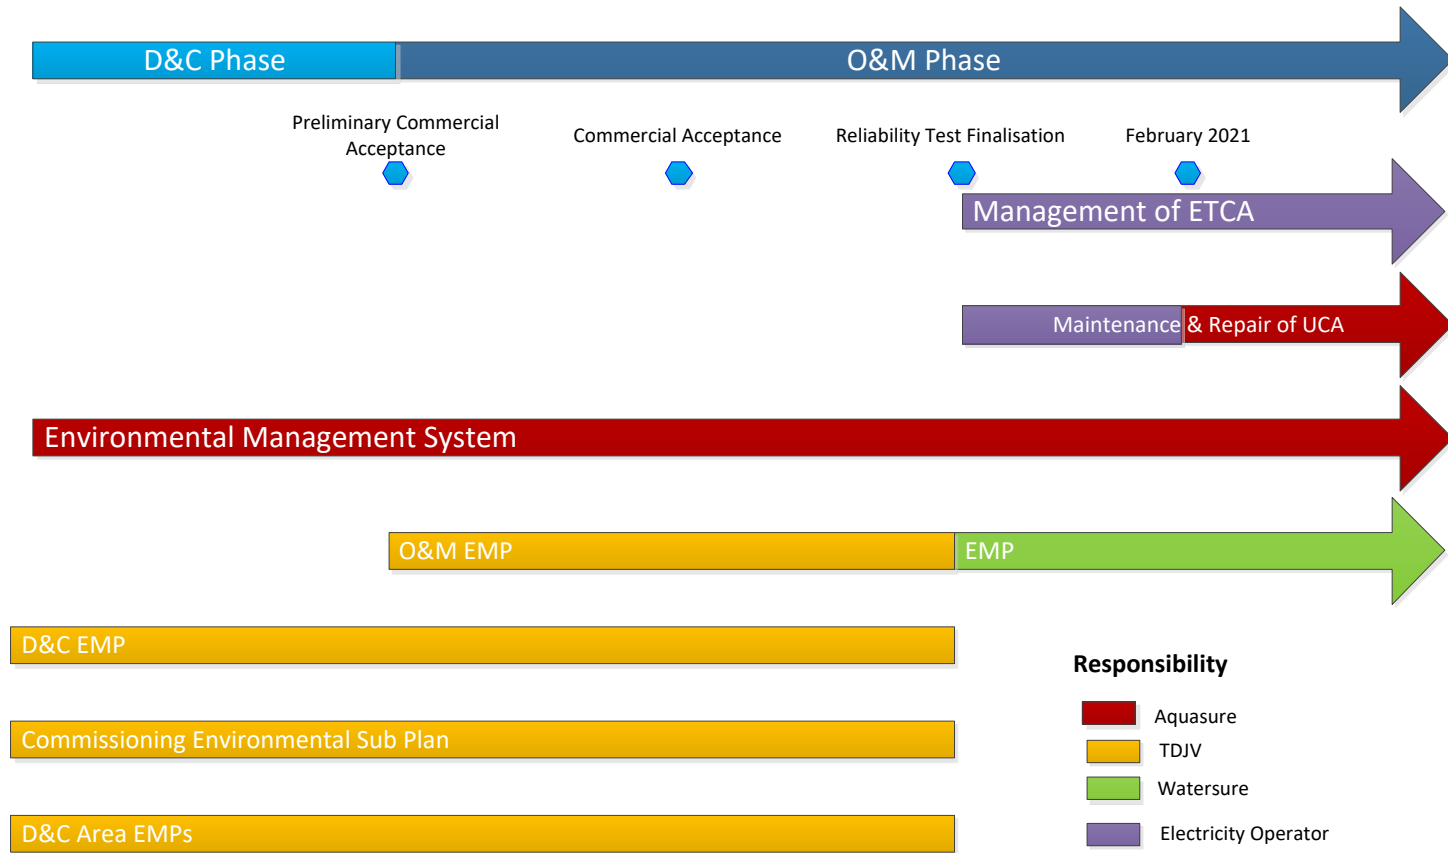 D&C Phase
O&M Phase
Preliminary Commercial
Acceptance
Commercial Acceptance
Reliability Test Finalisation
February 2021
Management of ETCA
Maintenance & Repair of UCA
Environmental Management System
O&M EMP
EMP
D&C EMP
Commissioning Environmental Sub Plan
D&C Area EMPs
Responsibility
Aquasure
TDJV
Watersure
Electricity Operator